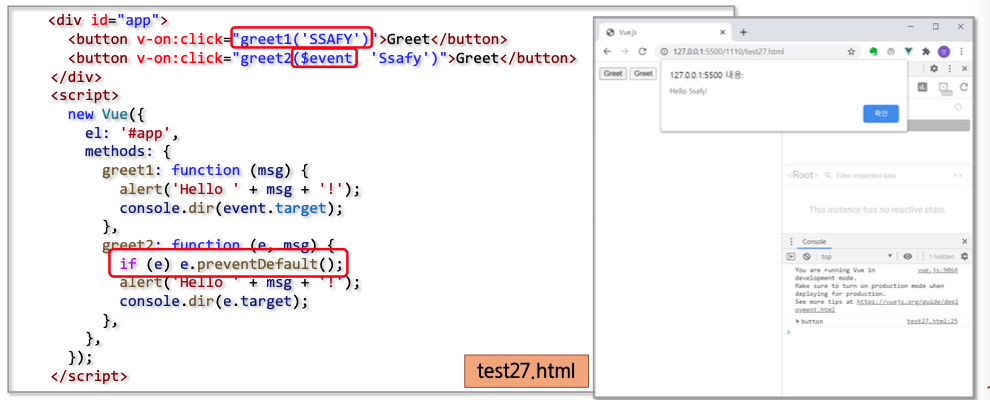 <div id="app">
<button v-on:click="greet1('SSAFY')">Greet</button>
<button v-on:click="greet2($event, 'Ssafy')">Greet</button>
</div>
<script>
new Vue({
el: '#app',
methods: {
greet1: function (msg) {
alert('Hello ' + msg + '!');
console.dir(event.target);
},
greet2: function (e, msg) {
if (e) e.preventDefault();
alert('Hello ' + msg + '!');
console.dir(e.target);
},
},
});
</script>
test27.html
Vue.js
127.0.0.1:5500/1110/test27.html
Greet Greet
127.0.0.1:5500 내용:
Hello Ssafy!
확인
<Root> Filter inspected data
This instance has no reactive state.
Console
top 1 hidden
You are running Vue in vue.js:9064
development mode.
Make sure to turn on production mode when
deploying for production.
See more tips at https://vuejs.org/guide/depl
oyment.html
button test27.html:25